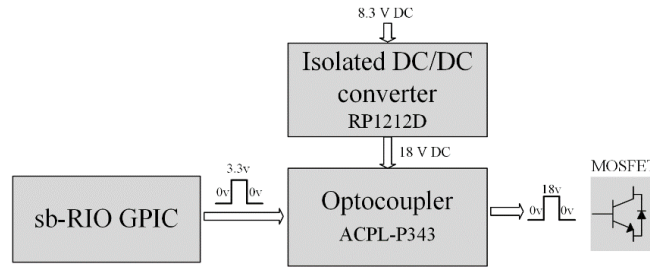 8.3 V DC
Isolated DC/DC
converter
RP1212D
18 V DC
3.3v
0v 0v
sb-RIO GPIC
Optocoupler
ACPL-P343
18v
0v 0v
MOSFET